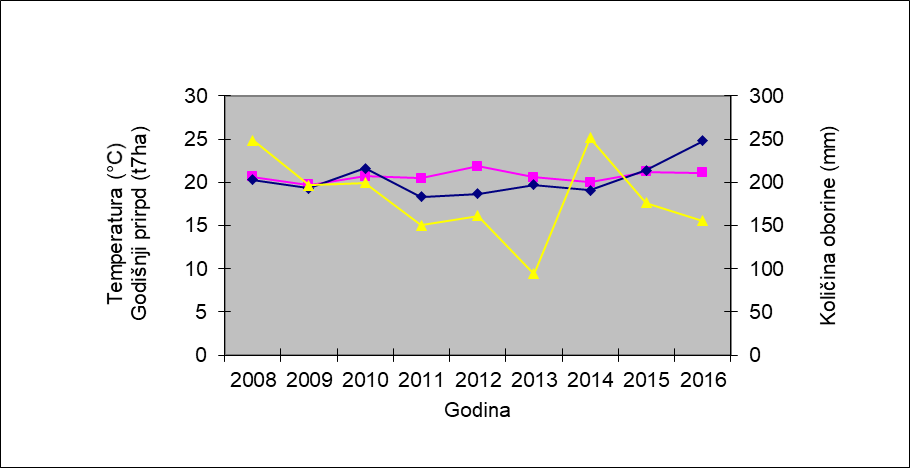 Temperatura (°C)
Godišnji prirpd (t7ha)
30
25
20
15
10
5
0
300
250
200
150
100
50
0
Količina oborine (mm)
2008 2009 2010 2011 2012 2013 2014 2015 2016
Godina